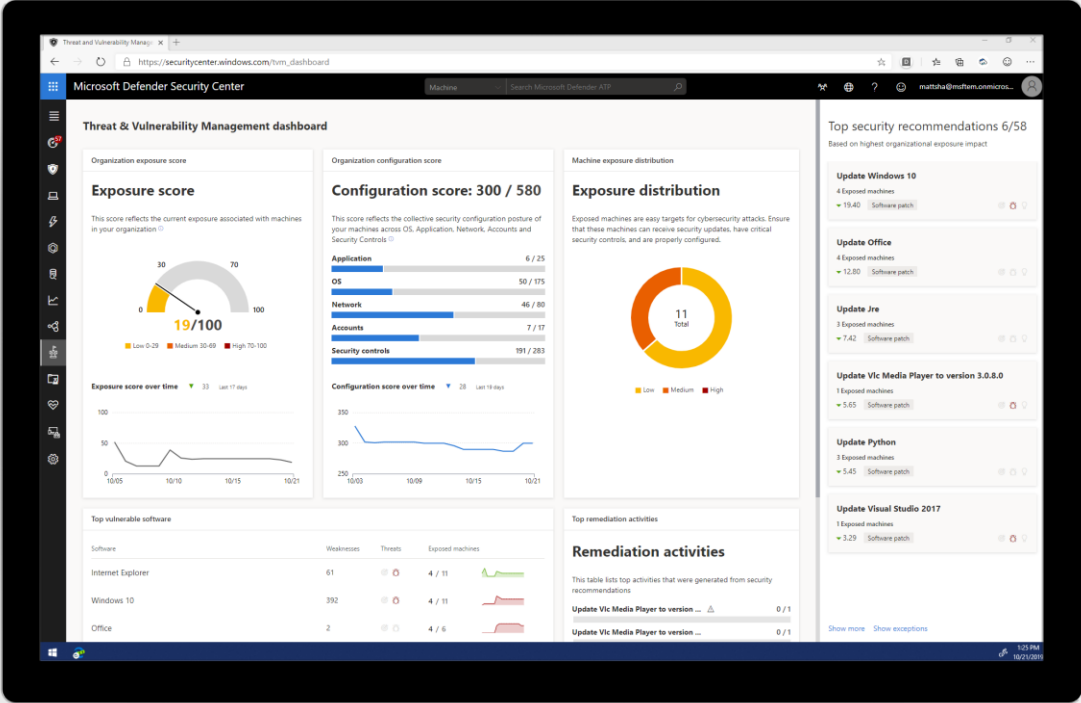 Threat and Vulnerability Manage
https://securitycenter.windows.com/tvm_dashboard
Microsoft Defender Security Center
Machine
Search Microsoft Defender ATP
mattsha@msftem.onmicros...
57
Threat & Vulnerability Management dashboard
Organization exposure score
Exposure score
This score reflects the current exposure associated with machines
in your organization
30
70
0
100
19/100
Low 0-29
Medium 30-69
High 70-100
Exposure score over time
33
Last 17 days
100
50
0
10/05
10/10
10/15
10/21
Organization configuration score
Configuration score: 300 / 580
This score reflects the collective security configuration posture of
your machines across OS, Application, Network, Accounts and
Security Controls
Application 6 / 25
OS 50 / 175
Network 46 / 80
Accounts 7 / 17
Security controls 191 / 283
Configuration score over time
28
Last 19 days
350
300
250
10/03
10/09
10/15
10/21
Machine exposure distribution
Exposure distribution
Exposed machines are easy targets for cybersecurity attacks. Ensure
that these machines can receive security updates, have critical
security controls, and are properly configured.
11
Total
Low
Medium
High
Top vulnerable software
Software Weaknesses Threats Exposed machines
Internet Explorer 61 4 / 11
Windows 10 392 4 / 11
Office 2 4 / 6
Top remediation activities
Remediation activities
This table lists top activities that were generated from security
recommendations
Update Vlc Media Player to version ... 0 / 1
Update Vlc Media Player to version ... 0 / 1
Top security recommendations 6/58
Based on highest organizational exposure impact
Update Windows 10
4 Exposed machines
19.40 Software patch
Update Office
4 Exposed machines
12.80 Software patch
Update Jre
3 Exposed machines
7.42 Software patch
Update Vlc Media Player to version 3.0.8.0
1 Exposed machines
5.65 Software patch
Update Python
3 Exposed machines
5.45 Software patch
Update Visual Studio 2017
1 Exposed machines
3.29 Software patch
Show more Show exceptions
1:25 PM
10/21/2019